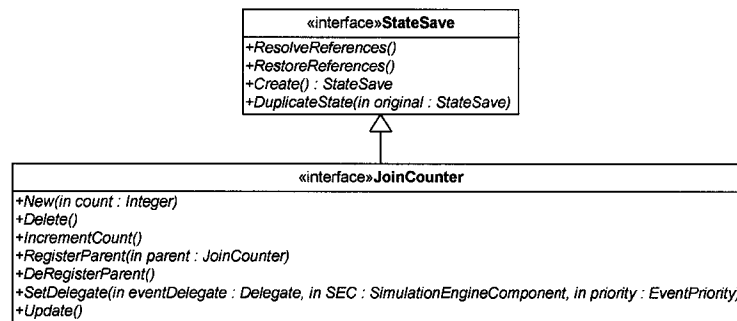 «interface»StateSave
+ResolveReferences()
+RestoreReferences()
+Create() : StateSave
+DuplicateState(in original : StateSave)
«interface»JoinCounter
+New(in count : Integer)
+Delete()
+IncrementCount()
+RegisterParent(in parent : JoinCounter)
+DeRegisterParent()
+SetDelegate(in eventDelegate : Delegate, in SEC : SimulationEngineComponent, in priority : EventPriority)
+Update()